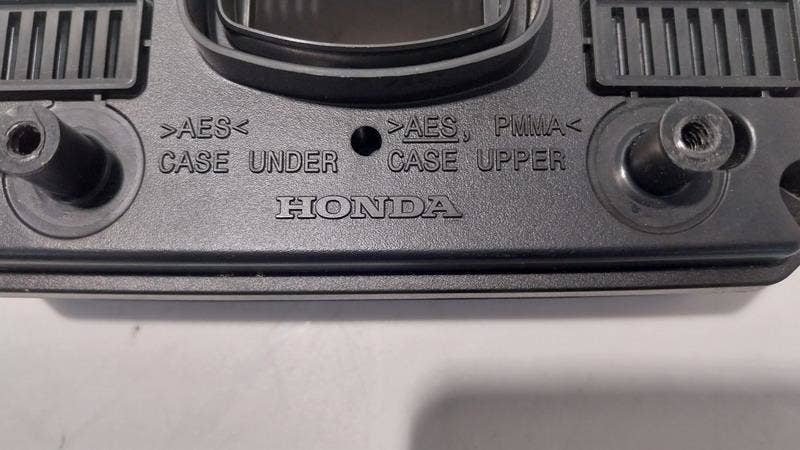 >AES< >AES, PMMA<
CASE UNDER CASE UPPER
HONDA